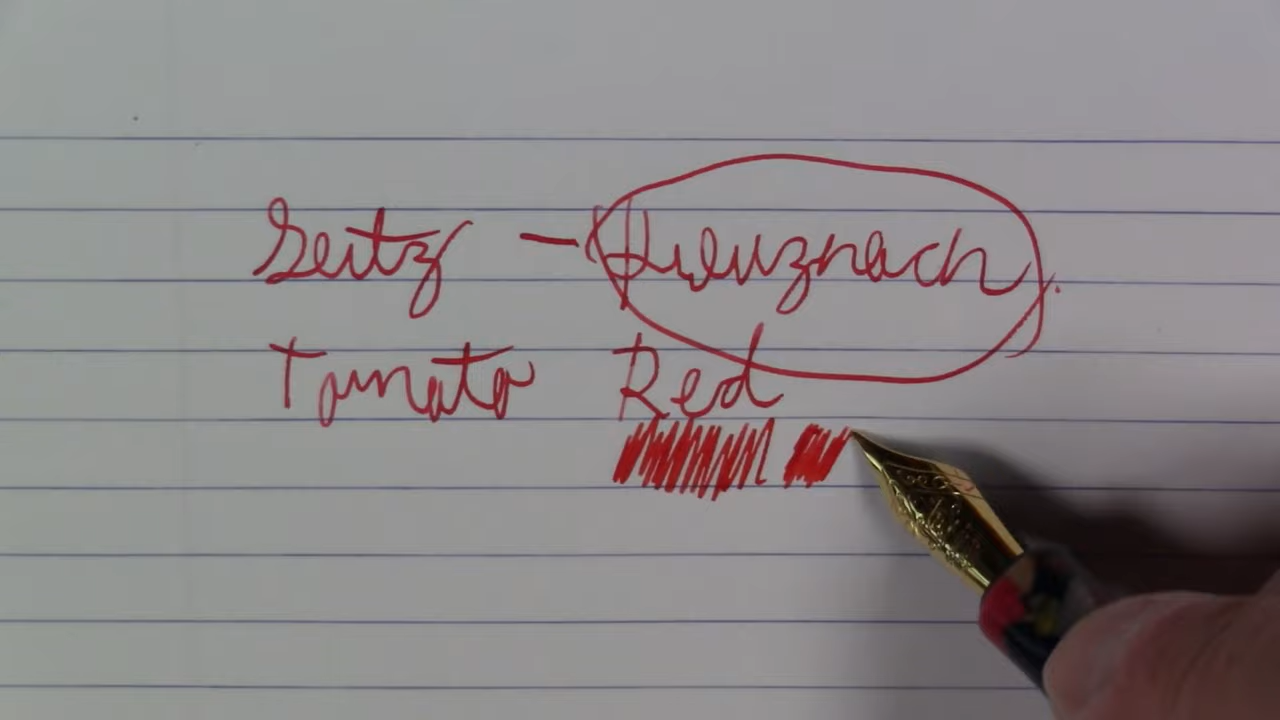 Seitz - Kreuznach.
Tomato Red